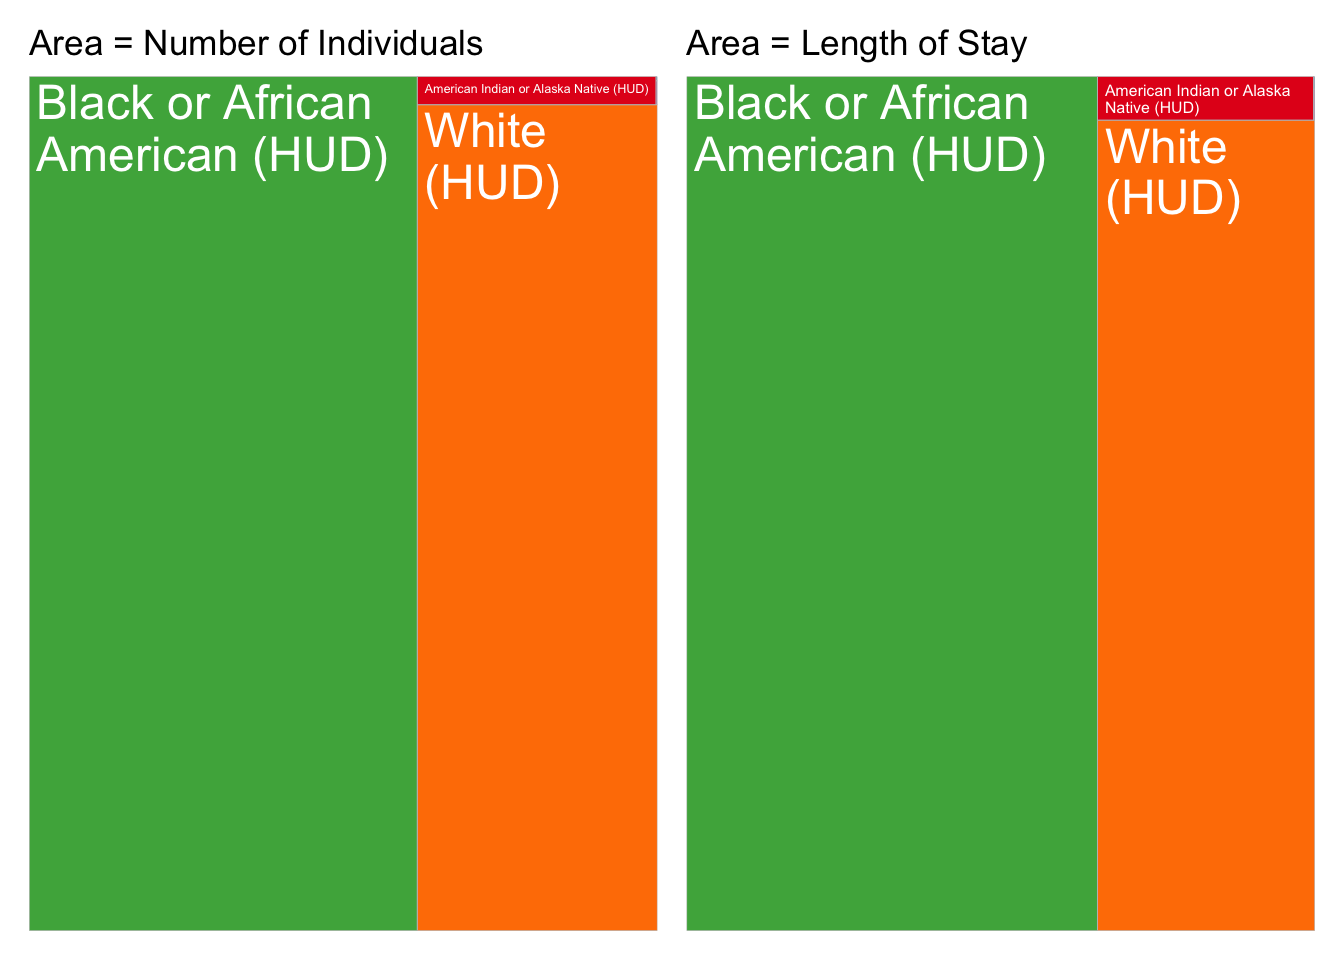 Area = Number of Individuals
Black or African
American (HUD)
American Indian or Alaska Native (HUD)
White
(HUD)
Area = Length of Stay
Black or African
American (HUD)
American Indian or Alaska
Native (HUD)
White
(HUD)